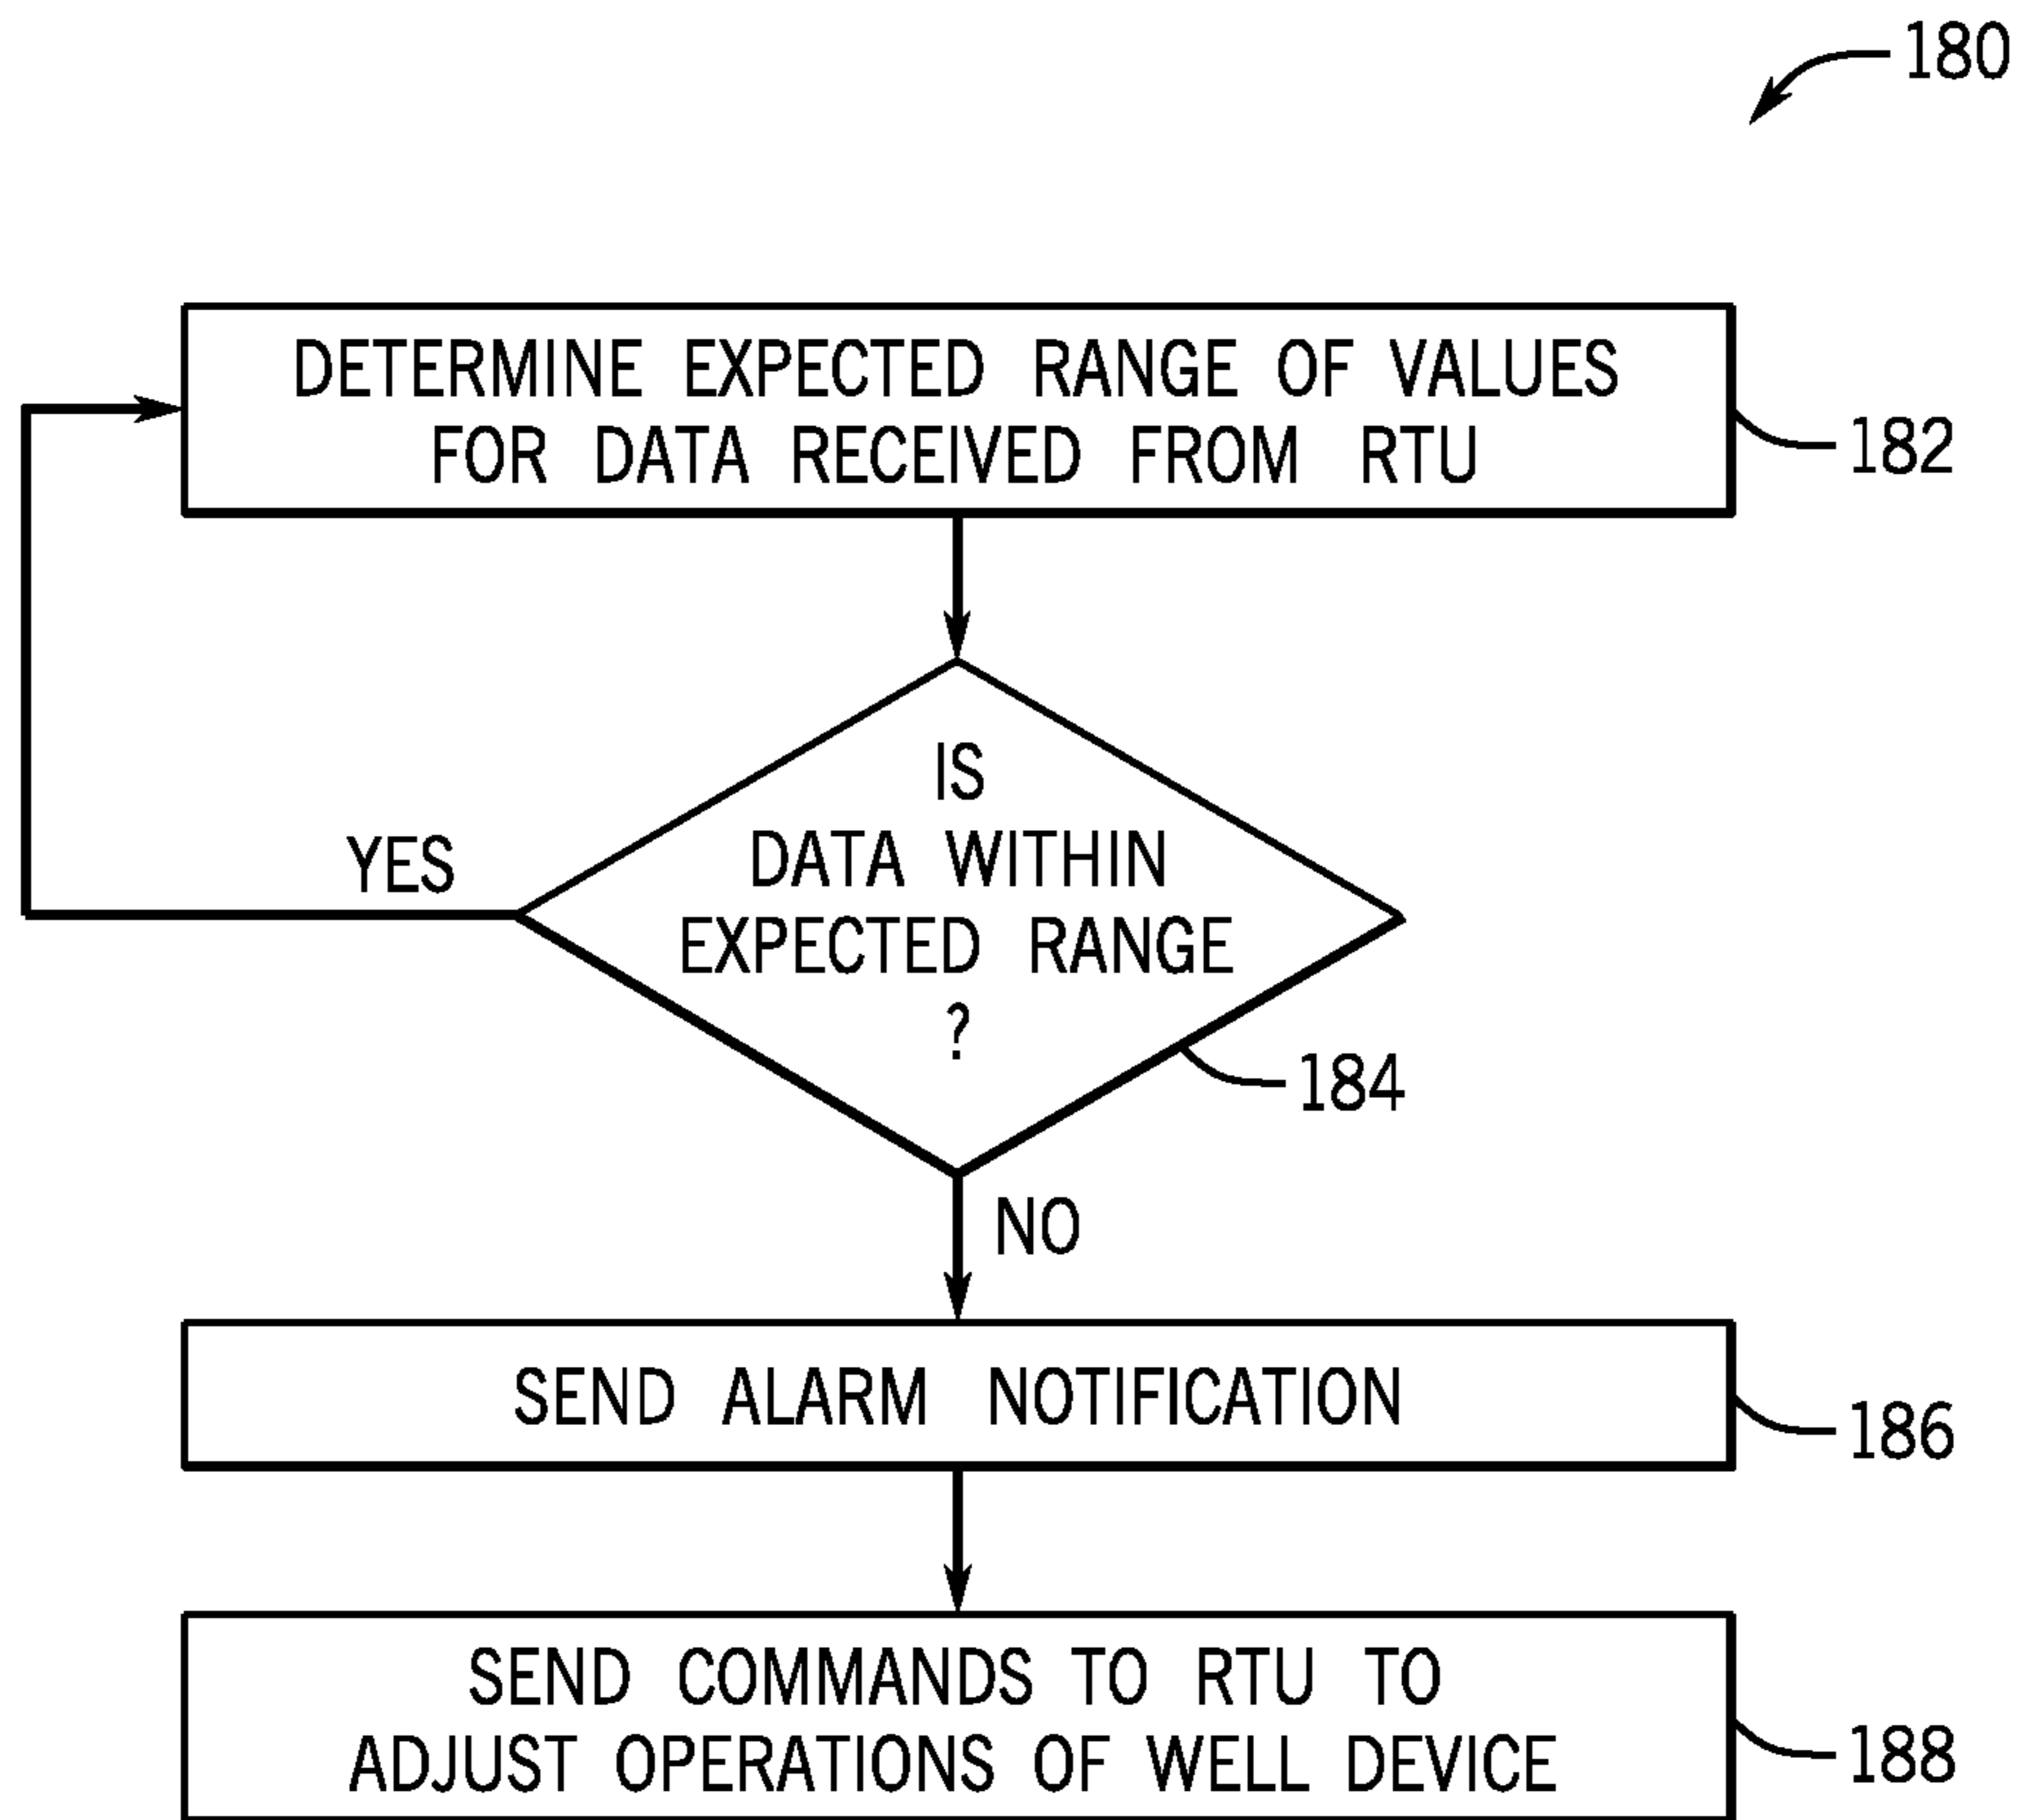 180
DETERMINE EXPECTED RANGE OF VALUES
FOR DATA RECEIVED FROM RTU
182
IS
DATA WITHIN
EXPECTED RANGE
?
YES
184
NO
SEND ALARM NOTIFICATION
186
SEND COMMANDS TO RTU TO
ADJUST OPERATIONS OF WELL DEVICE
188